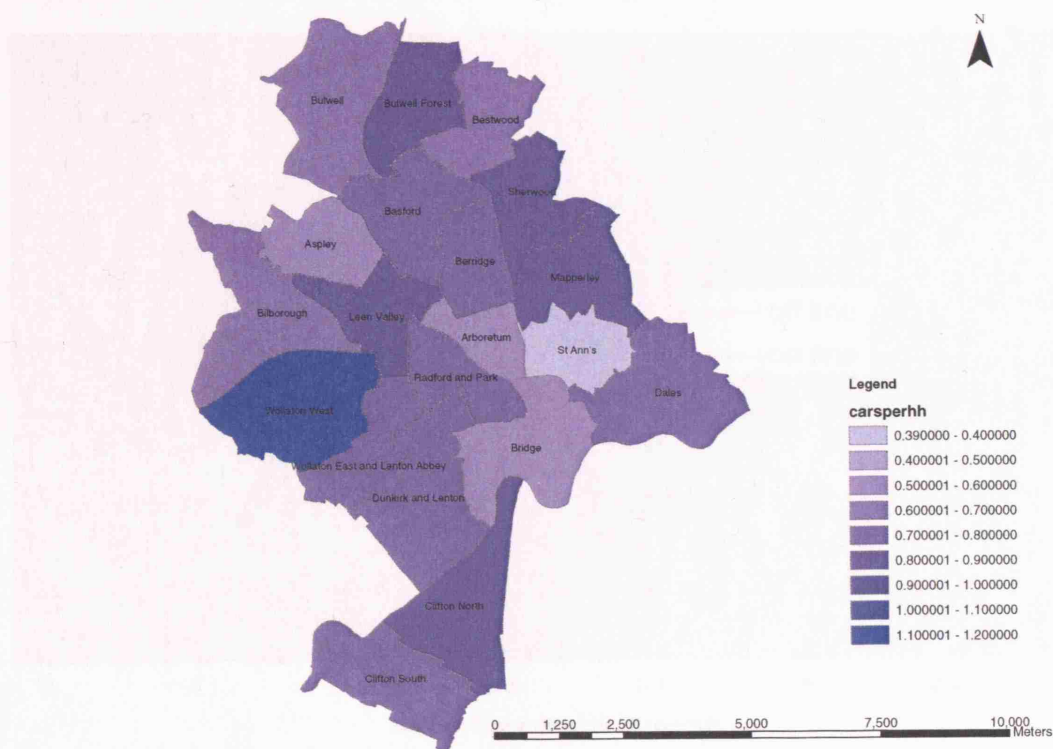 N
Bulwell
Bulwell Forest
Bestwood
Sherwood
Basford
Aspley
Berridge
Mapperley
Bilborough
Leen Valley
Arboretum
St Ann's
Radford and Park
Dales
Wollaton West
Bridge
Wollaton East and Lenton Abbey
Dunkirk and Lenton
Clifton North
Clifton South
Legend
carsperhh
0.390000 - 0.400000
0.400001 - 0.500000
0.500001 - 0.600000
0.600001 - 0.700000
0.700001 - 0.800000
0.800001 - 0.900000
0.900001 - 1.000000
1.000001 - 1.100000
1.100001 - 1.200000
0 1,250 2,500 5,000 7,500 10,000
Meters